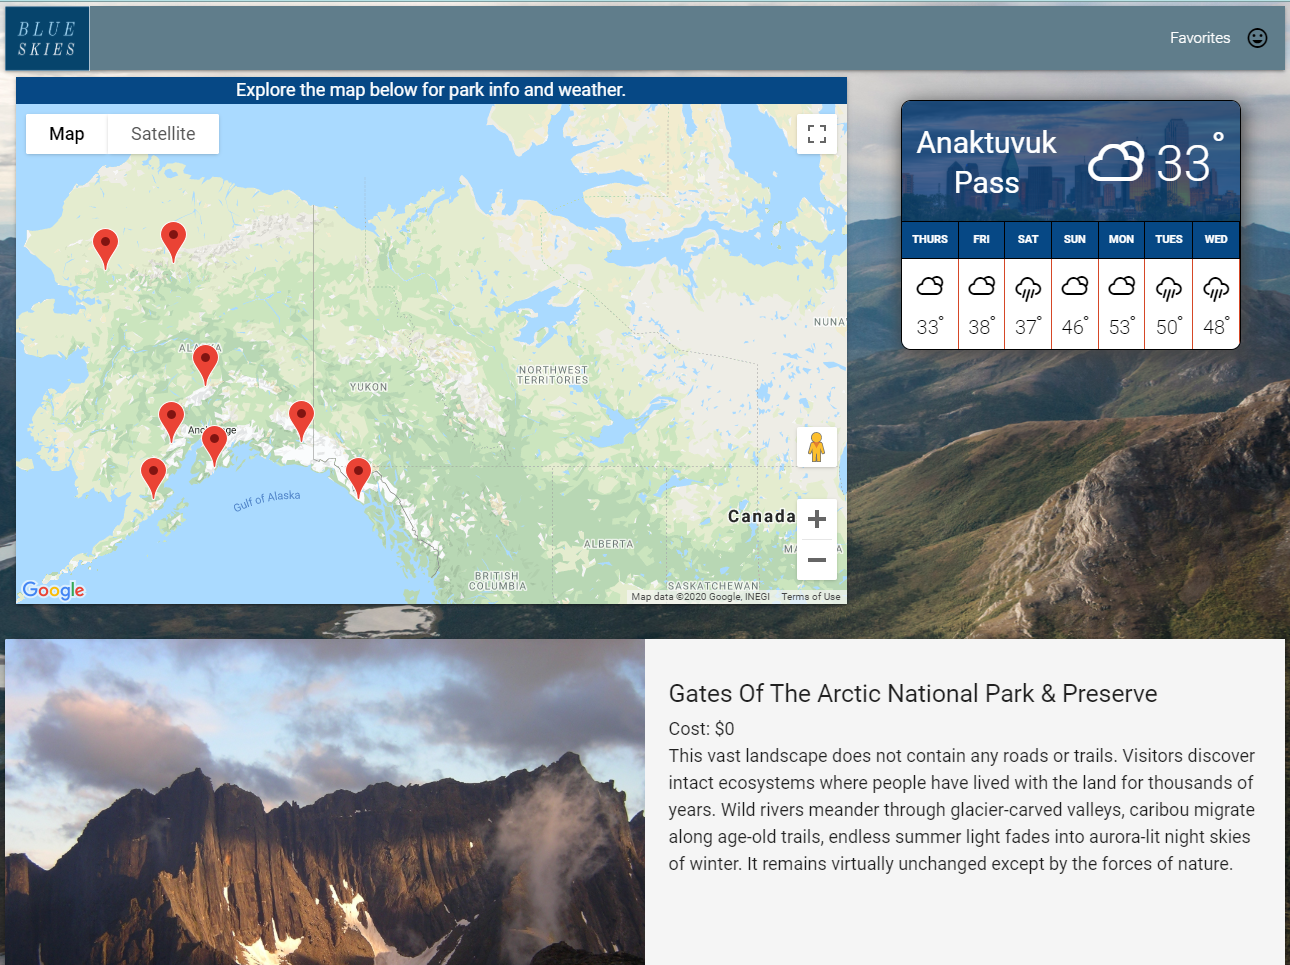 BLUE
SKIES
Favorites
Explore the map below for park info and weather.
Map
Satellite
NUNA
ALA
NORTHWEST
TERRITORIES
YUKON
Gulf of Alaska
Canada
ALBERTA
BRITISH
COLUMBIA
SASKATCHEWAN
Google
Map data ©2020 Google, INEGI
Terms of Use
Anaktuvuk
Pass
33°
THURS FRI SAT SUN MON TUES WED
33° 38° 37° 46° 53° 50° 48°
Gates Of The Arctic National Park & Preserve
Cost: $0
This vast landscape does not contain any roads or trails. Visitors discover
intact ecosystems where people have lived with the land for thousands of
years. Wild rivers meander through glacier-carved valleys, caribou migrate
along age-old trails, endless summer light fades into aurora-lit night skies
of winter. It remains virtually unchanged except by the forces of nature.